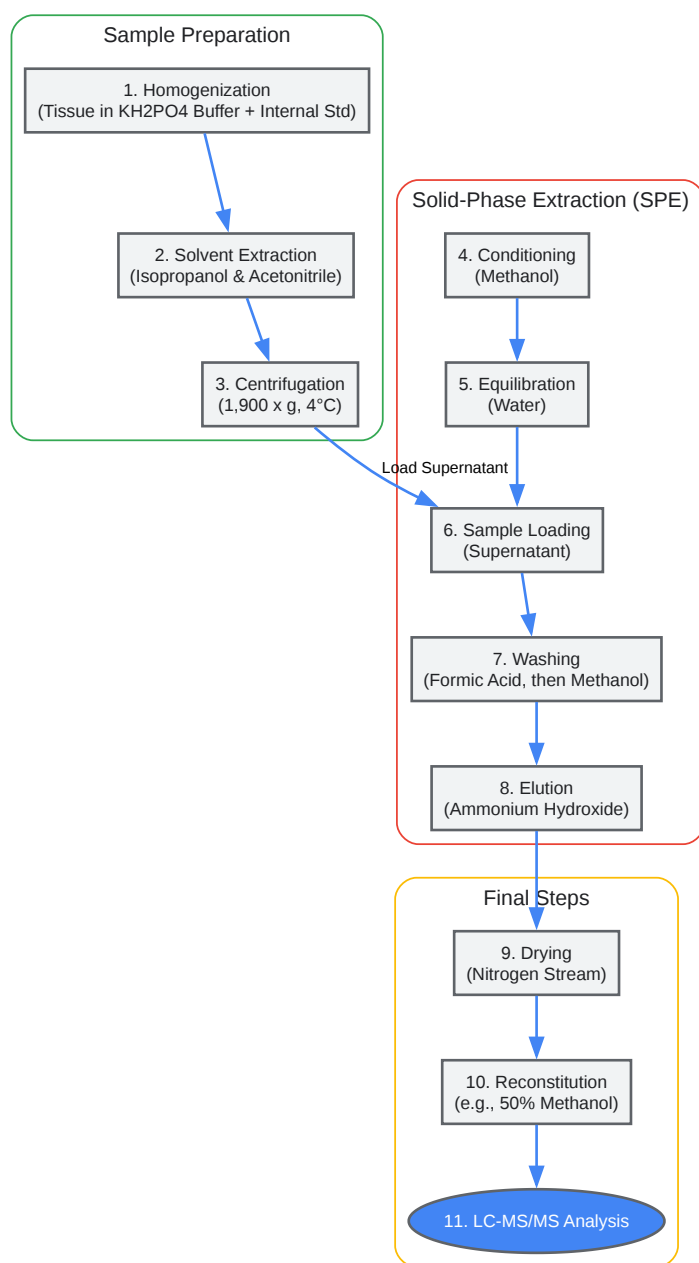 Sample Preparation
1. Homogenization
(Tissue in KH2PO4 Buffer + Internal Std)
2. Solvent Extraction
(Isopropanol & Acetonitrile)
3. Centrifugation
(1,900 x g, 4°C)
Load Supernatant
Solid-Phase Extraction (SPE)
4. Conditioning
(Methanol)
5. Equilibration
(Water)
6. Sample Loading
(Supernatant)
7. Washing
(Formic Acid, then Methanol)
8. Elution
(Ammonium Hydroxide)
Final Steps
9. Drying
(Nitrogen Stream)
10. Reconstitution
(e.g., 50% Methanol)
11. LC-MS/MS Analysis